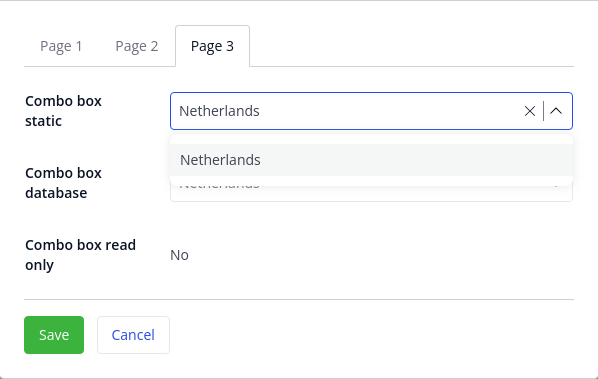 Page 1 Page 2 Page 3
Combo box
static
Netherlands
Netherlands
Combo box
database
Netherlands
Combo box read
only
No
Save Cancel